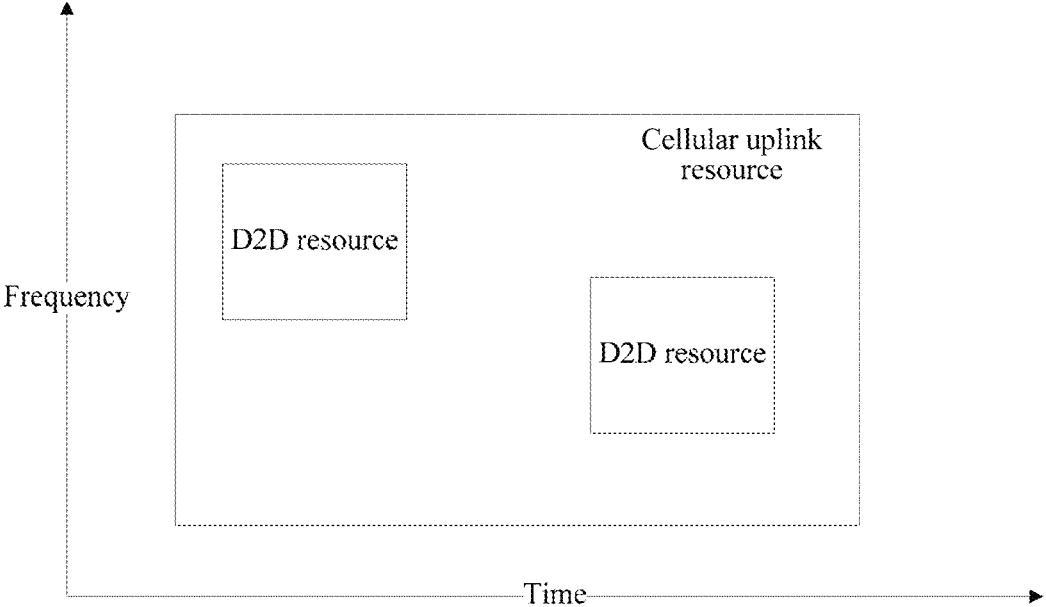 Cellular uplink
resource
D2D resource
Frequency
D2D resource
Time